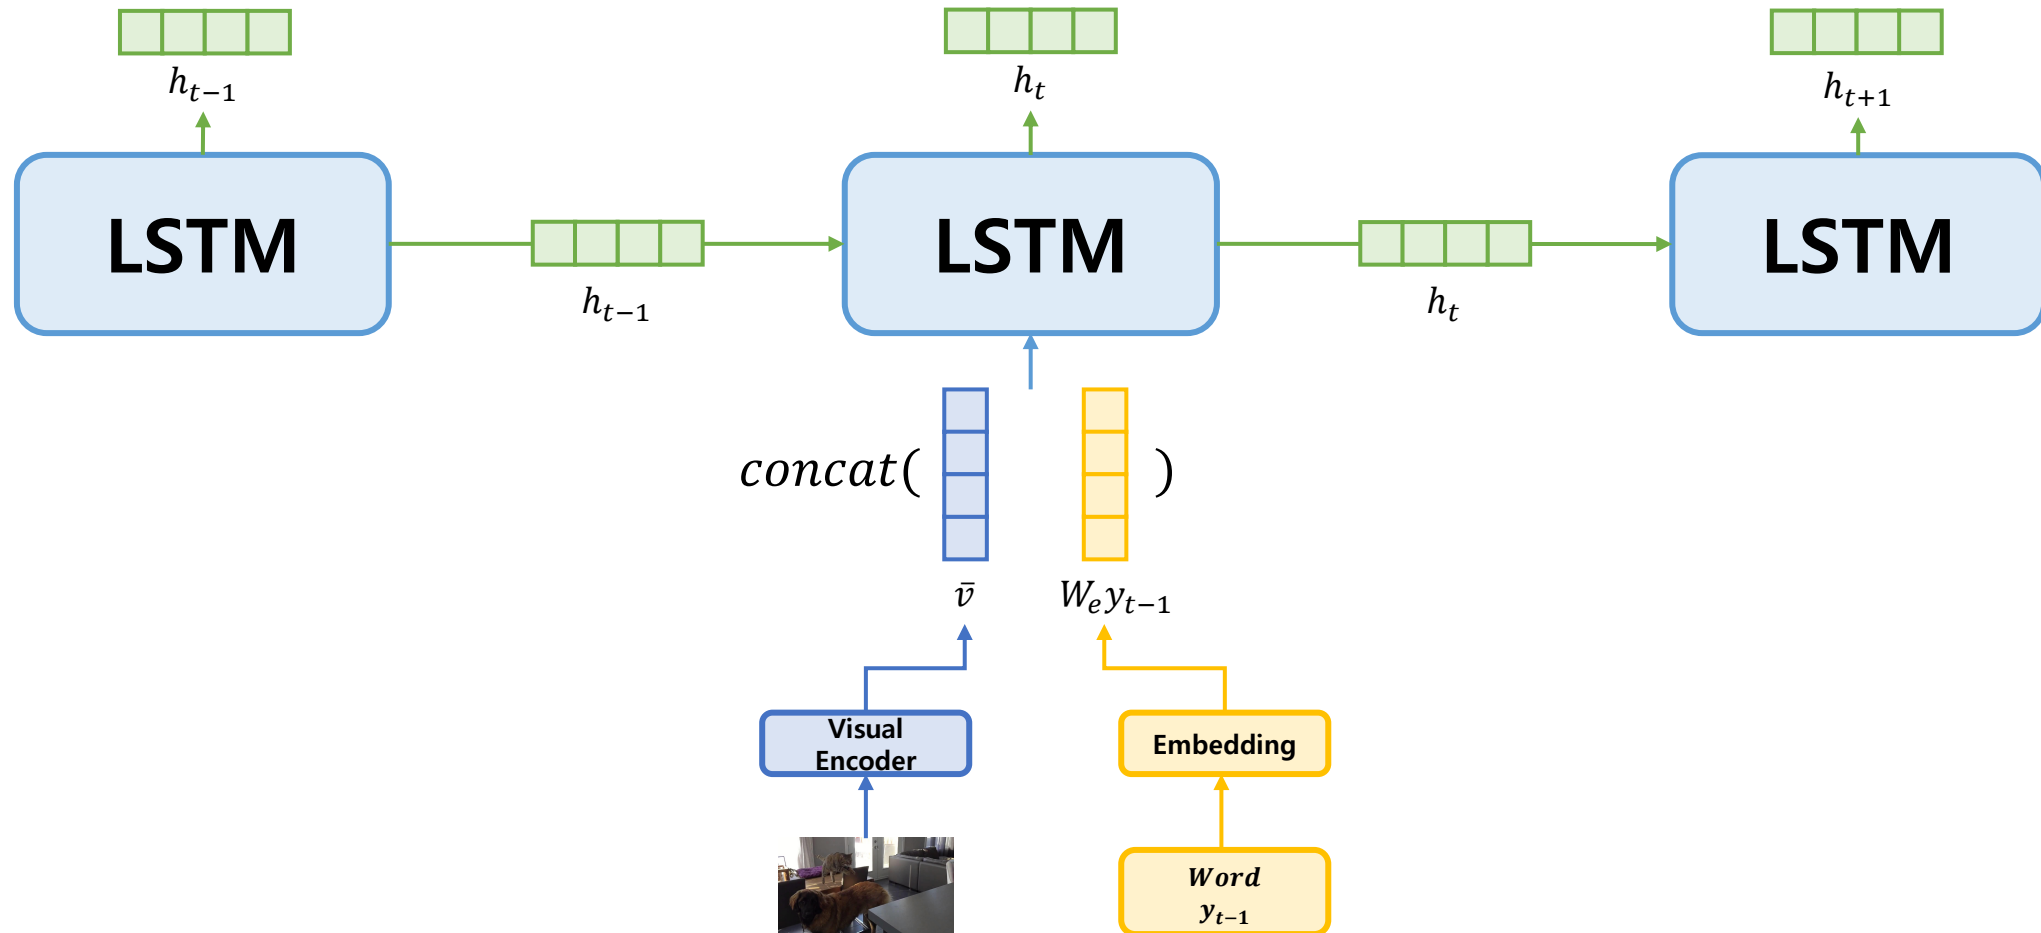 h_{t−1}
h_t
h_{t+1}
LSTM
LSTM
LSTM
h_{t−1}
h_t
concat( )
v̄
W_e y_{t−1}
Visual
Encoder
Embedding
Word
y_{t−1}